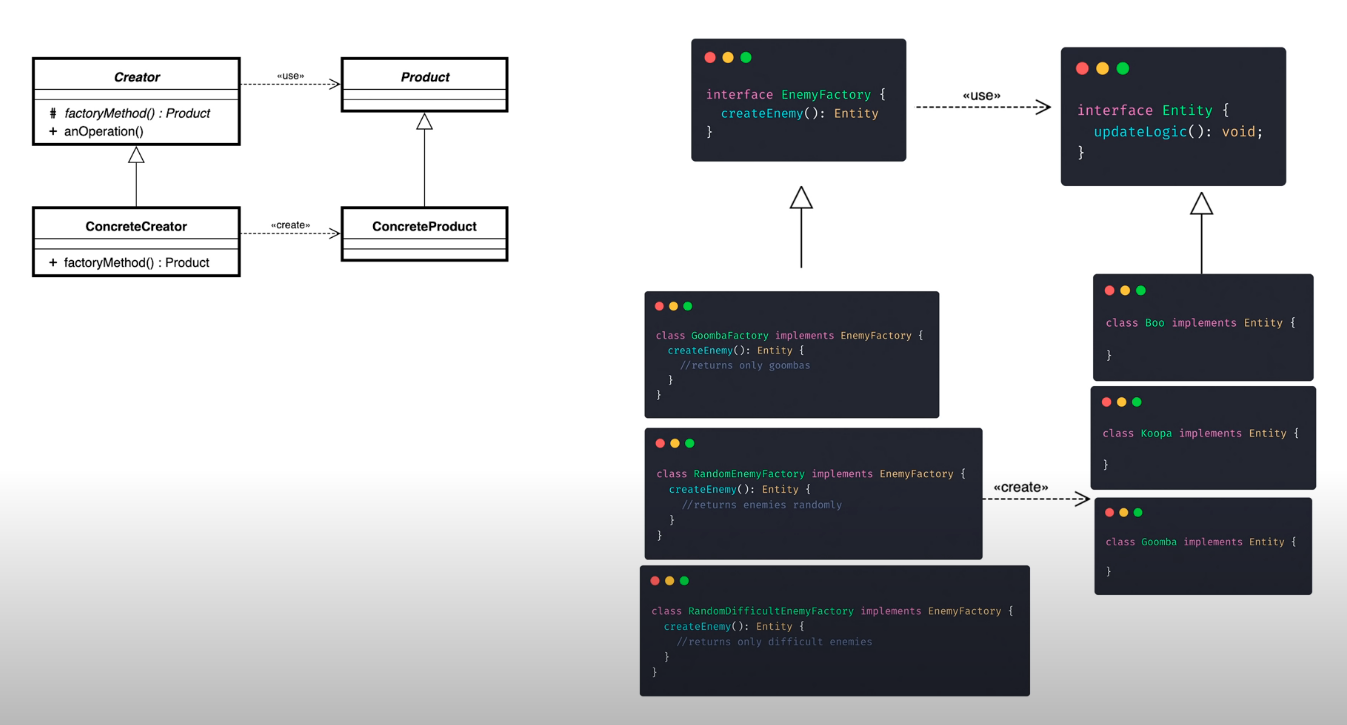 Creator
# factoryMethod() : Product
+ anOperation()
«use»
Product
ConcreteCreator
+ factoryMethod() : Product
«create»
ConcreteProduct
interface EnemyFactory {
createEnemy(): Entity
}
«use»
interface Entity {
updateLogic(): void;
}
class GoombaFactory implements EnemyFactory {
createEnemy(): Entity {
//returns only goombas
}
}
class RandomEnemyFactory implements EnemyFactory {
createEnemy(): Entity {
//returns enemies randomly
}
}
class RandomDifficultEnemyFactory implements EnemyFactory {
createEnemy(): Entity {
//returns only difficult enemies
}
}
«create»
class Boo implements Entity {
}
class Koopa implements Entity {
}
class Goomba implements Entity {
}